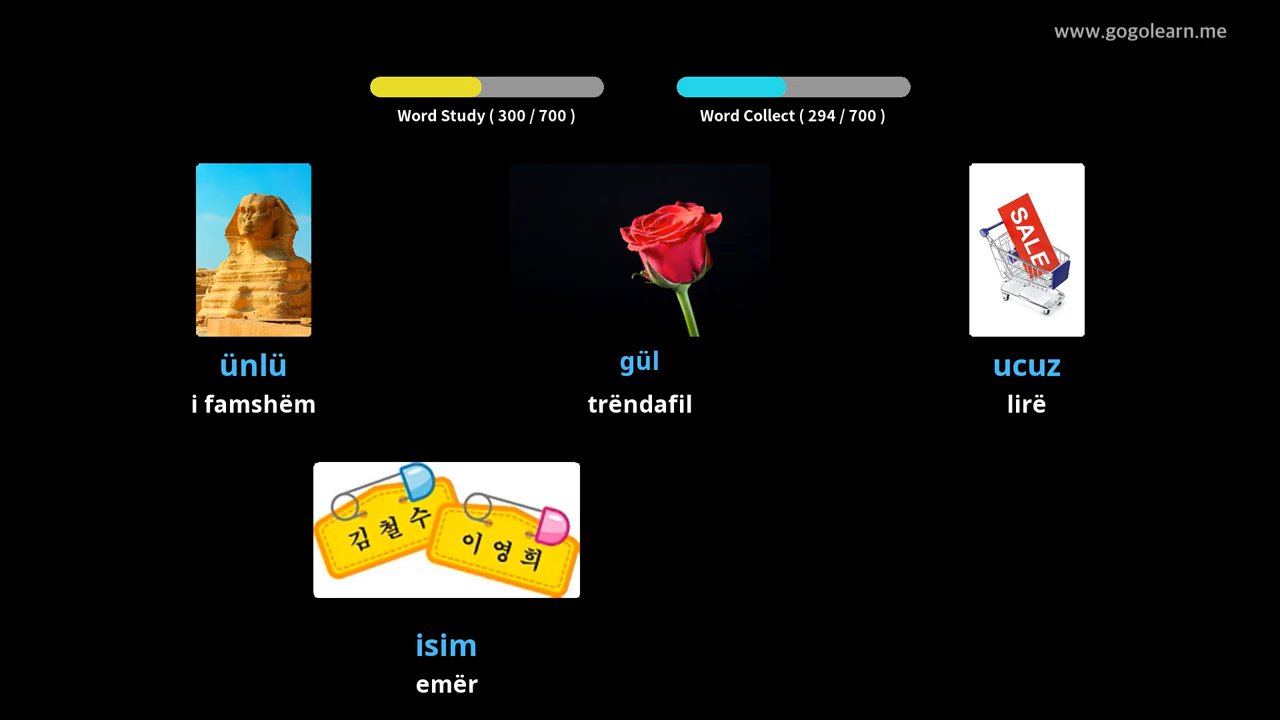 www.gogolearn.me
Word Study ( 300 / 700 )
Word Collect ( 294 / 700 )
SALE
ünlü
gül
ucuz
i famshëm
trëndafil
lirë
김철수
이영희
isim
emër